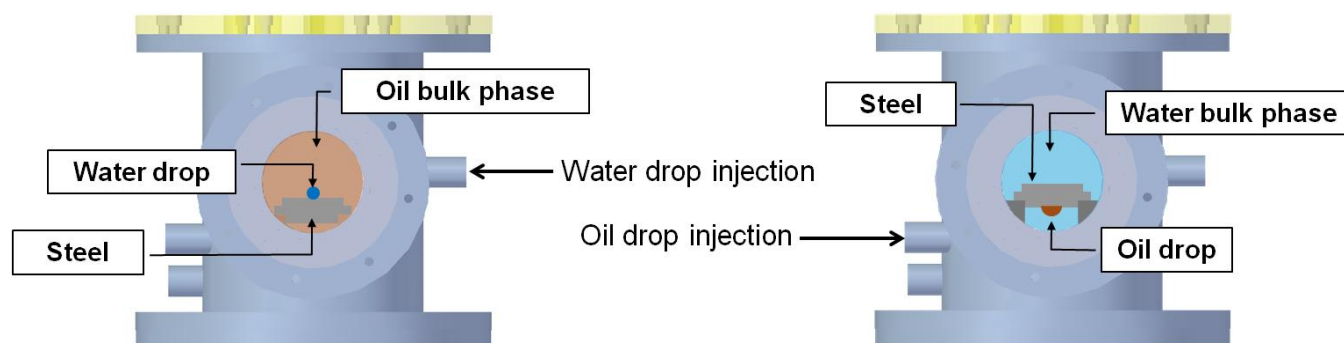 Oil bulk phase
Water drop
Steel
Water drop injection
Oil drop injection
Steel
Water bulk phase
Oil drop